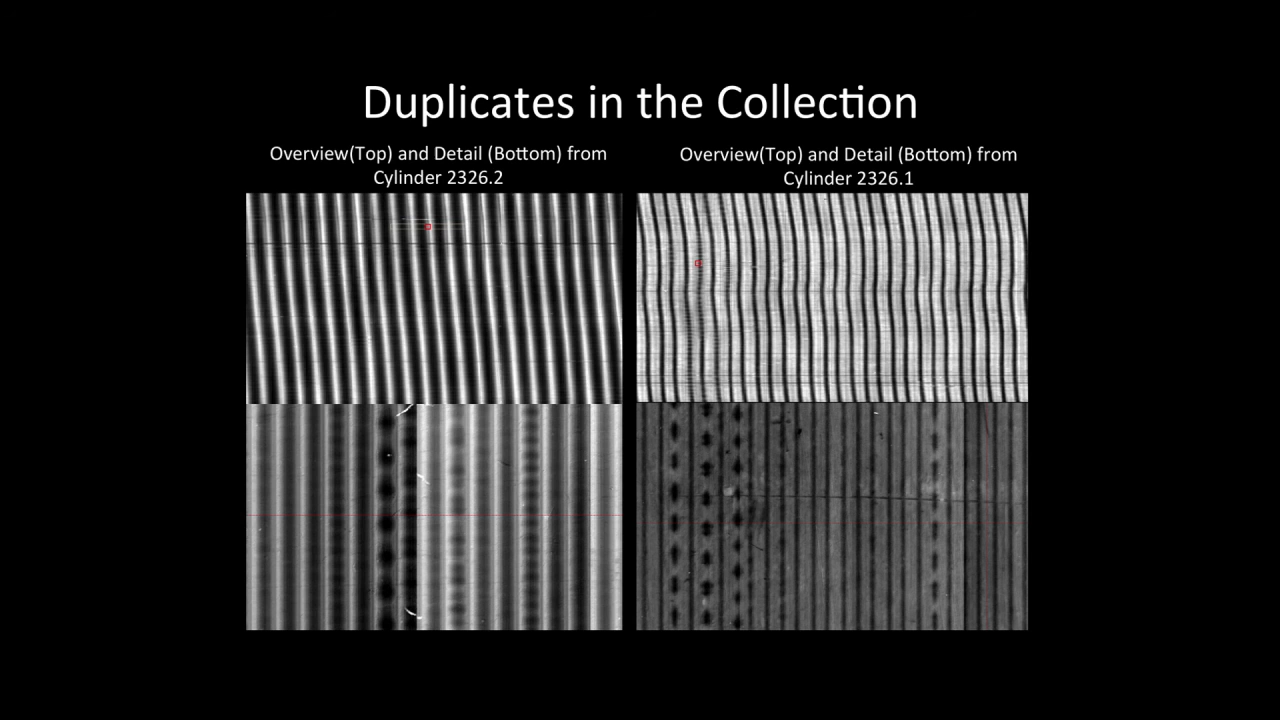 Duplicates in the Collection
Overview(Top) and Detail (Bottom) from
Cylinder 2326.2
Overview(Top) and Detail (Bottom) from
Cylinder 2326.1